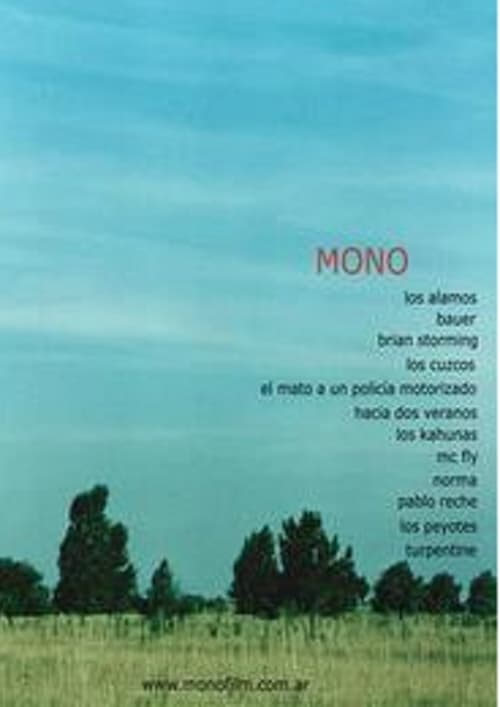 MONO
los alamos
bauer
brian storming
los cuzcos
el mato a un policia motorizado
hacia dos veranos
los kahunas
mc fly
norma
pablo reche
los peyotes
turpentine
www.monofilm.com.ar